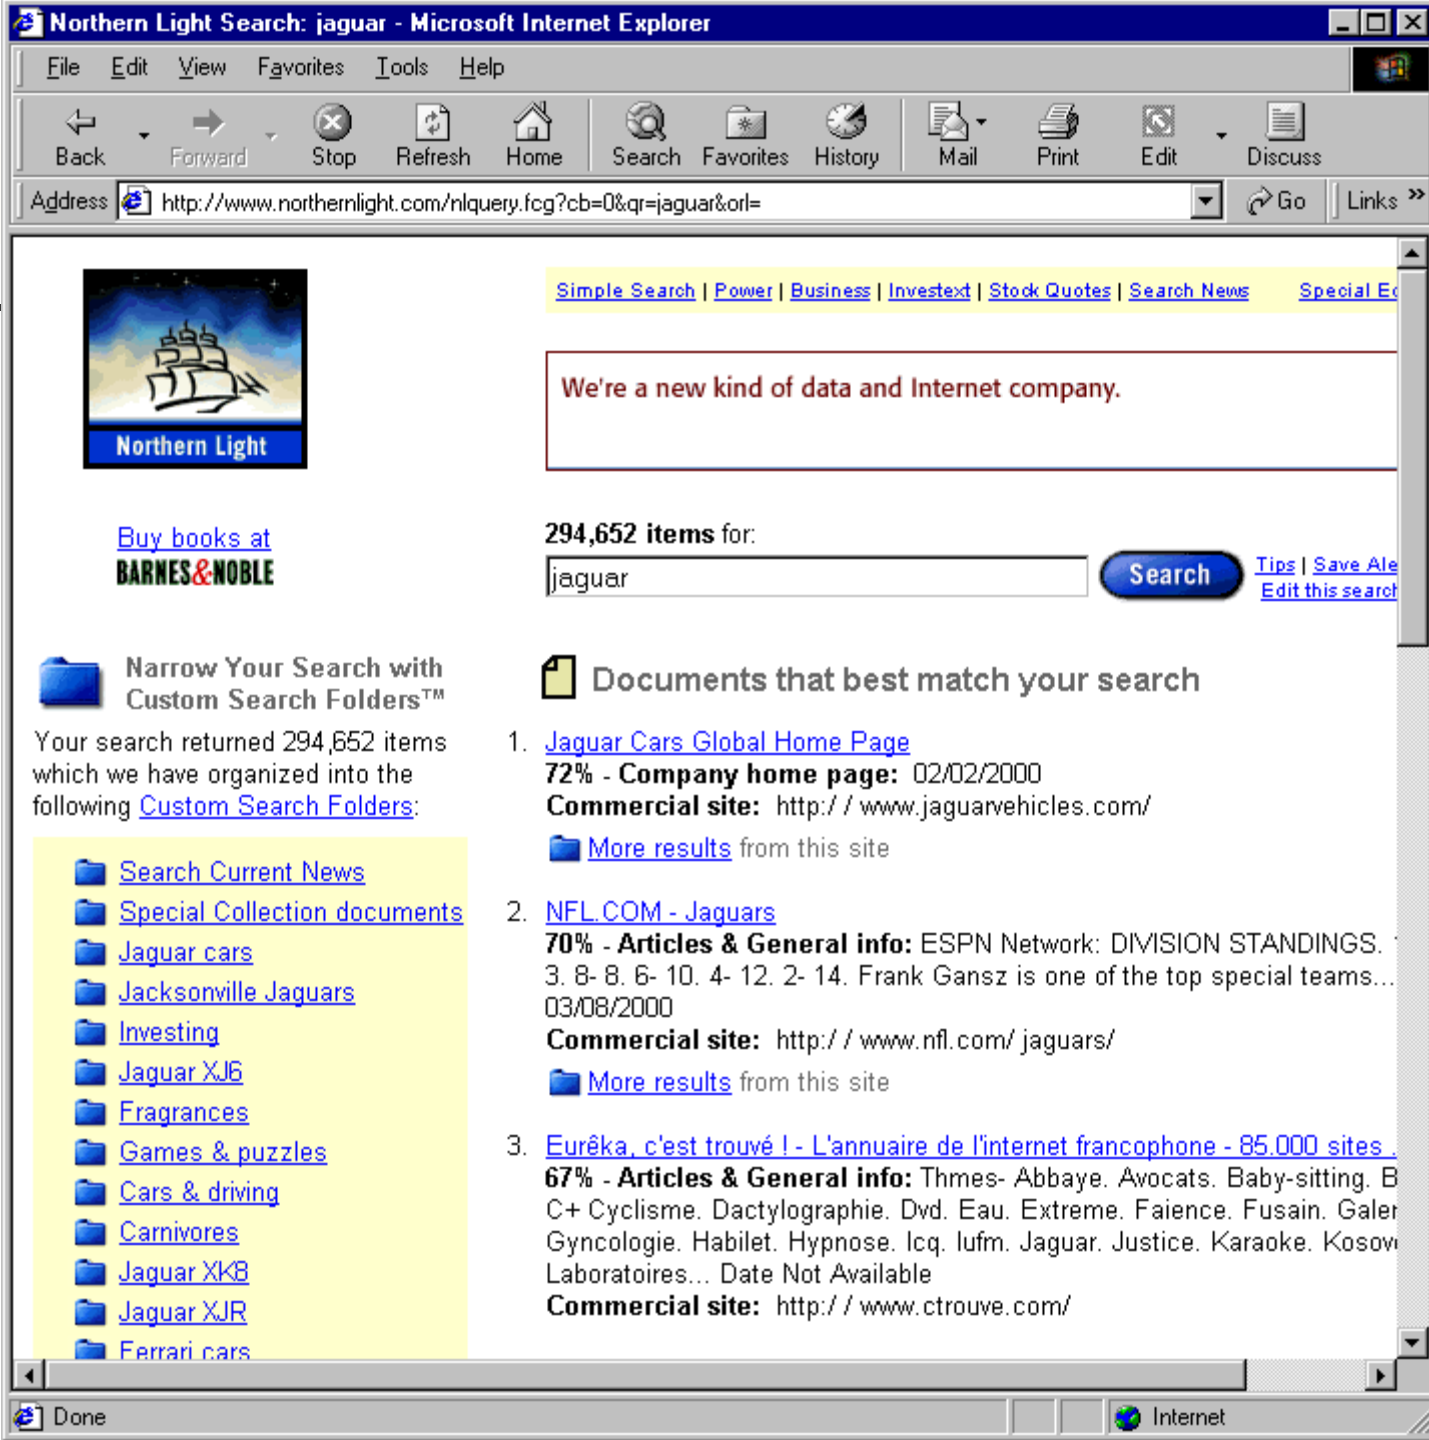 Northern Light Search: jaguar - Microsoft Internet Explorer
File Edit View Favorites Tools Help
Back Forward Stop Refresh Home Search Favorites History Mail Print Edit Discuss
Address http://www.northernlight.com/nlquery.fcg?cb=0&qr=jaguar&orl= Go Links »
Simple Search | Power | Business | Investext | Stock Quotes | Search News Special
We're a new kind of data and Internet company.
Northern Light
Buy books at
BARNES&NOBLE
294,652 items for:
jaguar
Search
Tips | Save
Edit this search
Narrow Your Search with
Custom Search Folders™
Your search returned 294,652 items
which we have organized into the
following Custom Search Folders:
Search Current News
Special Collection documents
Jaguar cars
Jacksonville Jaguars
Investing
Jaguar XJ6
Fragrances
Games & puzzles
Cars & driving
Carnivores
Jaguar XK8
Jaguar XJR
Ferrari cars
Documents that best match your search
1. Jaguar Cars Global Home Page
72% - Company home page: 02/02/2000
Commercial site: http:/ / www.jaguarvehicles.com/
More results from this site
2. NFL.COM - Jaguars
70% - Articles & General info: ESPN Network: DIVISION STANDINGS.
3. 8- 8. 6- 10. 4- 12. 2- 14. Frank Gansz is one of the top special teams...
03/08/2000
Commercial site: http:/ / www.nfl.com/ jaguars/
More results from this site
3. Eurêka, c'est trouvé ! - L'annuaire de l'internet francophone - 85.000 sites .
67% - Articles & General info: Thmes- Abbaye. Avocats. Baby-sitting.
C+ Cyclisme. Dactylographie. Dvd. Eau. Extreme. Faience. Fusain.
Gyncologie. Habilet. Hypnose. Icq. Iufm. Jaguar. Justice. Karaoke.
Laboratoires... Date Not Available
Commercial site: http:/ / www.ctrouve.com/
Done Internet